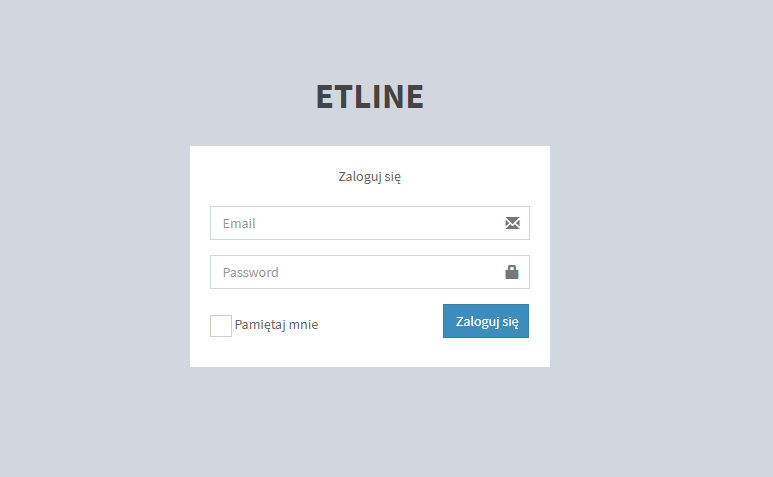 ETLINE
Zaloguj się
Email
Password
Pamiętaj mnie
Zaloguj się